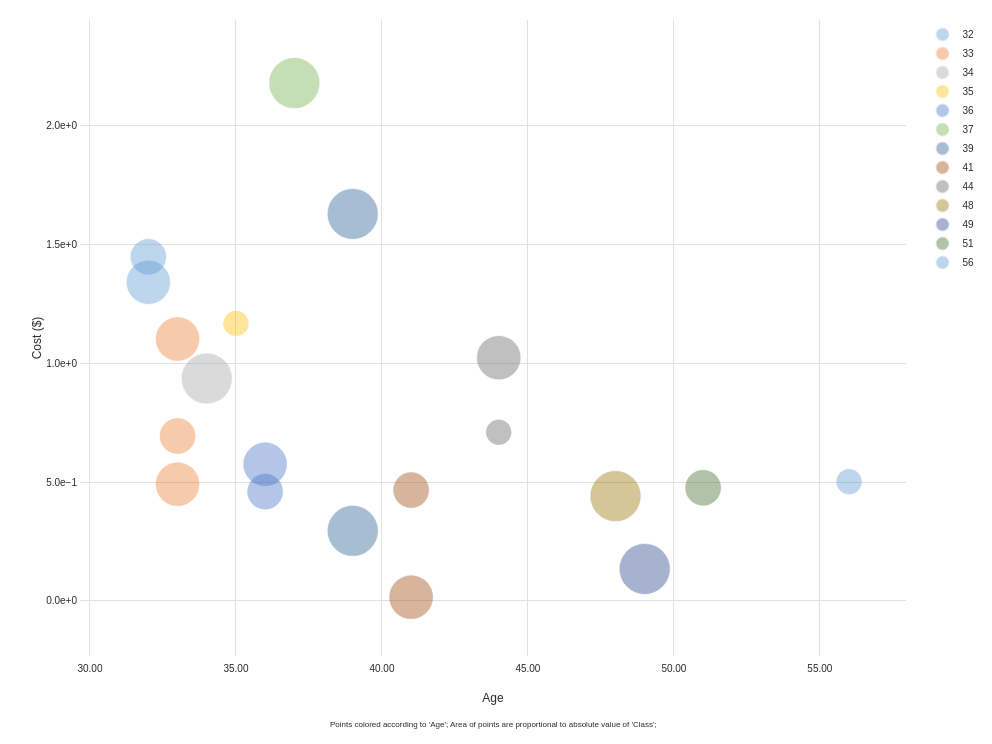 32
33
34
35
36
37
39
41
44
48
49
51
56
2.0e+0
1.5e+0
1.0e+0
5.0e−1
0.0e+0
Cost ($)
30.00 35.00 40.00 45.00 50.00 55.00
Age
Points colored according to 'Age'; Area of points are proportional to absolute value of 'Class';